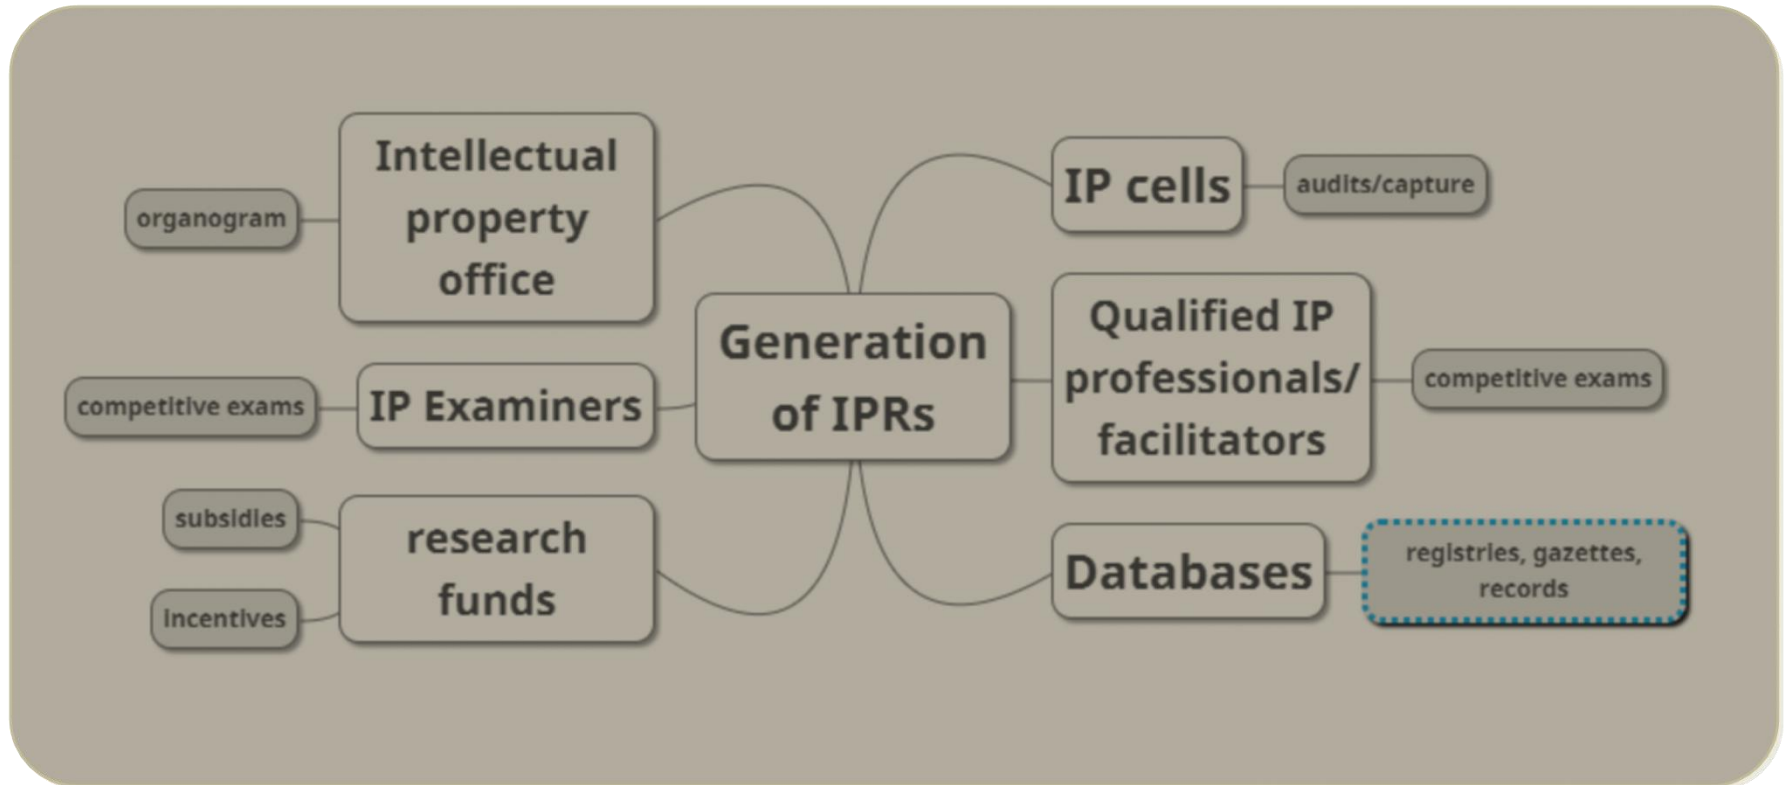 Generation
of IPRs
Intellectual
property
office
organogram
IP Examiners
competitive exams
research
funds
subsidies
incentives
IP cells
audits/capture
Qualified IP
professionals/
facilitators
competitive exams
Databases
registries, gazettes,
records